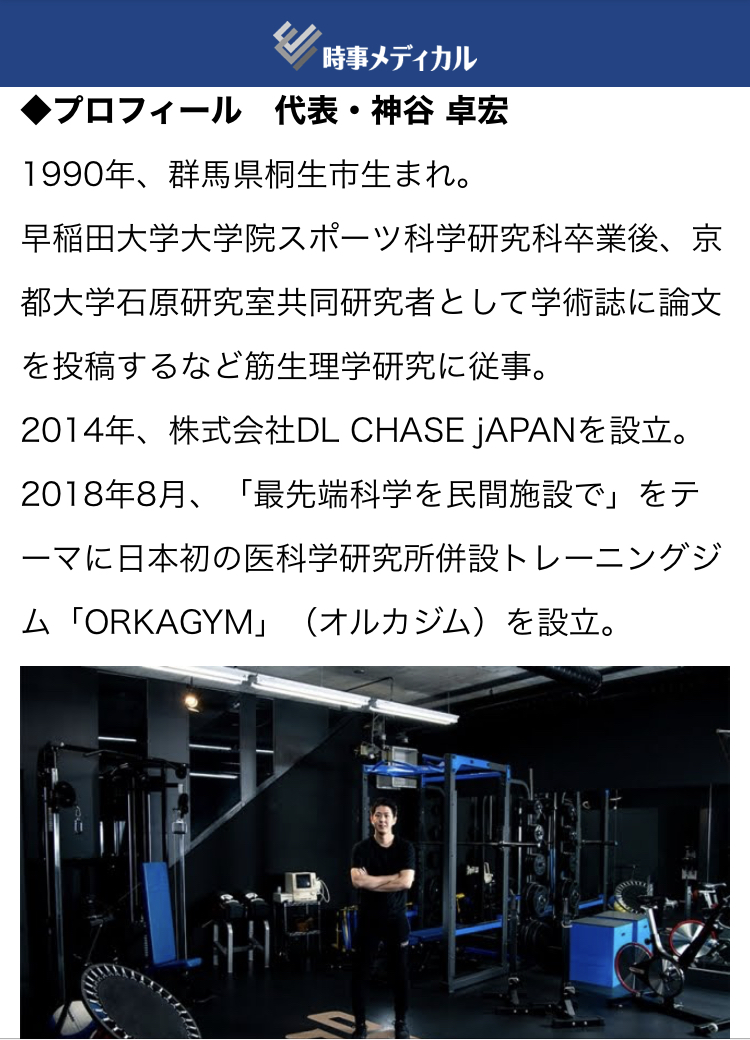 時事メディカル
◆プロフィール　代表・神谷 卓宏
1990年、群馬県桐生市生まれ。
早稲田大学大学院スポーツ科学研究科卒業後、京
都大学石原研究室共同研究者として学術誌に論文
を投稿するなど筋生理学研究に従事。
2014年、株式会社DL CHASE jAPANを設立。
2018年8月、「最先端科学を民間施設で」をテ
ーマに日本初の医科学研究所併設トレーニングジ
ム「ORKAGYM」（オルカジム）を設立。